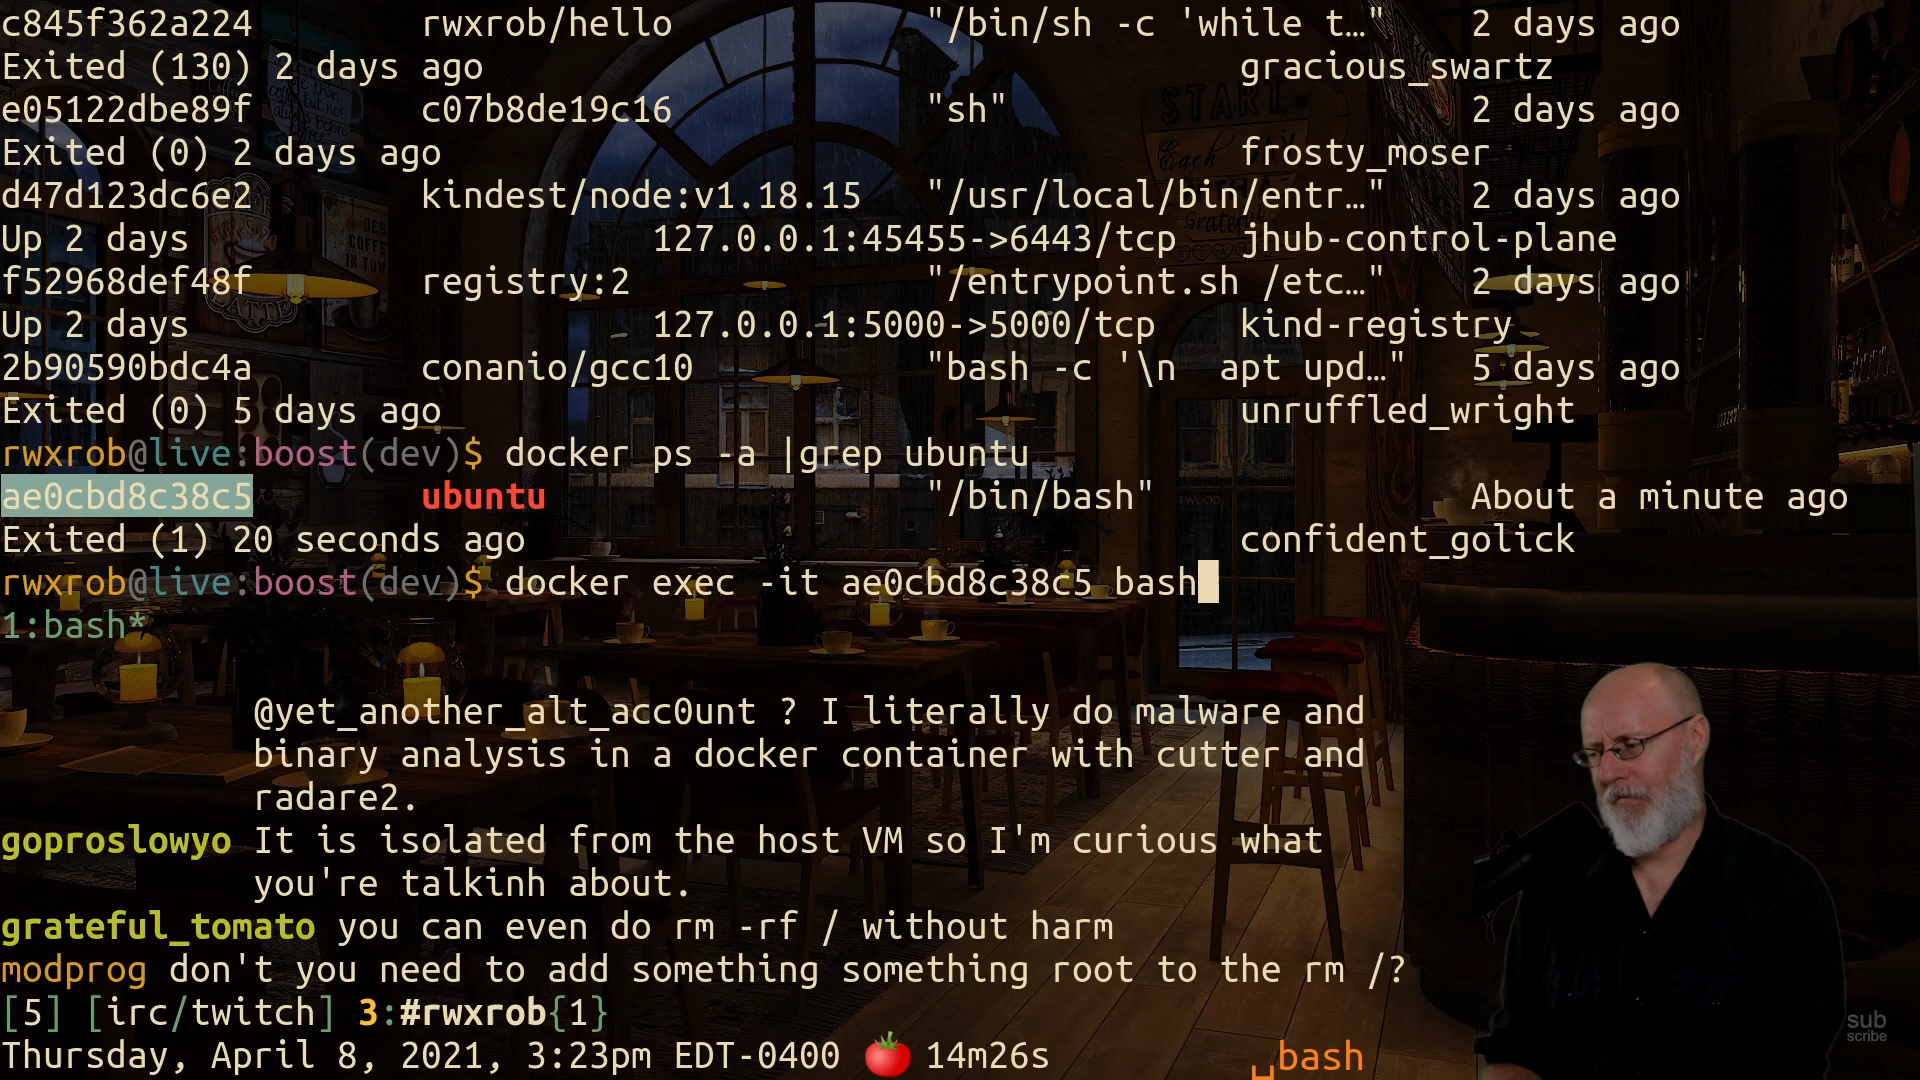 c845f362a224 rwxrob/hello "/bin/sh -c 'while t…" 2 days ago
Exited (130) 2 days ago gracious_swartz
e05122dbe89f c07b8de19c16 "sh" 2 days ago
Exited (0) 2 days ago frosty_moser
d47d123dc6e2 kindest/node:v1.18.15 "/usr/local/bin/entr…" 2 days ago
Up 2 days 127.0.0.1:45455->6443/tcp jhub-control-plane
f52968def48f registry:2 "/entrypoint.sh /etc…" 2 days ago
Up 2 days 127.0.0.1:5000->5000/tcp kind-registry
2b90590bdc4a conanio/gcc10 "bash -c '\n  apt upd…" 5 days ago
Exited (0) 5 days ago unruffled_wright
rwxrob@live:boost(dev)$ docker ps -a |grep ubuntu
ae0cbd8c38c5 ubuntu "/bin/bash" About a minute ago
Exited (1) 20 seconds ago confident_golick
rwxrob@live:boost(dev)$ docker exec -it ae0cbd8c38c5 bash
1:bash*
@yet_another_alt_acc0unt ? I literally do malware and
binary analysis in a docker container with cutter and
radare2.
goproslowyo It is isolated from the host VM so I'm curious what
you're talkinh about.
grateful_tomato you can even do rm -rf / without harm
modprog don't you need to add something something root to the rm /?
[5] [irc/twitch] 3:#rwxrob{1}
Thursday, April 8, 2021, 3:23pm EDT-0400 🍅 14m26s ␣bash
sub
scribe
START
Each
Grateful